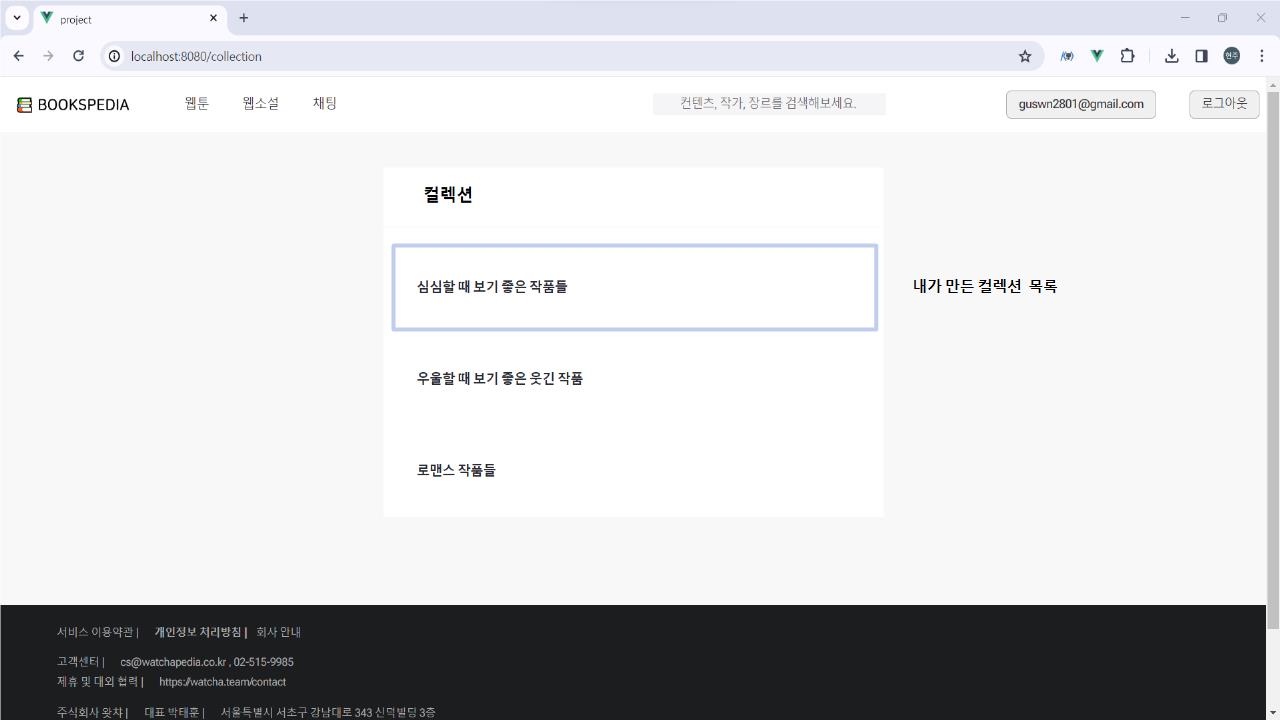 project
localhost:8080/collection
현주
BOOKSPEDIA 웹툰 웹소설 채팅 컨텐츠, 작가, 장르를 검색해보세요. guswn2801@gmail.com 로그아웃
컬렉션
심심할 때 보기 좋은 작품들
내가 만든 컬렉션 목록
우울할 때 보기 좋은 웃긴 작품
로맨스 작품들
서비스 이용약관 | 개인정보 처리방침 | 회사 안내
고객센터 | cs@watchapedia.co.kr , 02-515-9985
제휴 및 대외 협력 | https://watcha.team/contact
주식회사 왓챠 | 대표 박태훈 | 서울특별시 서초구 강남대로 343 신덕빌딩 3층